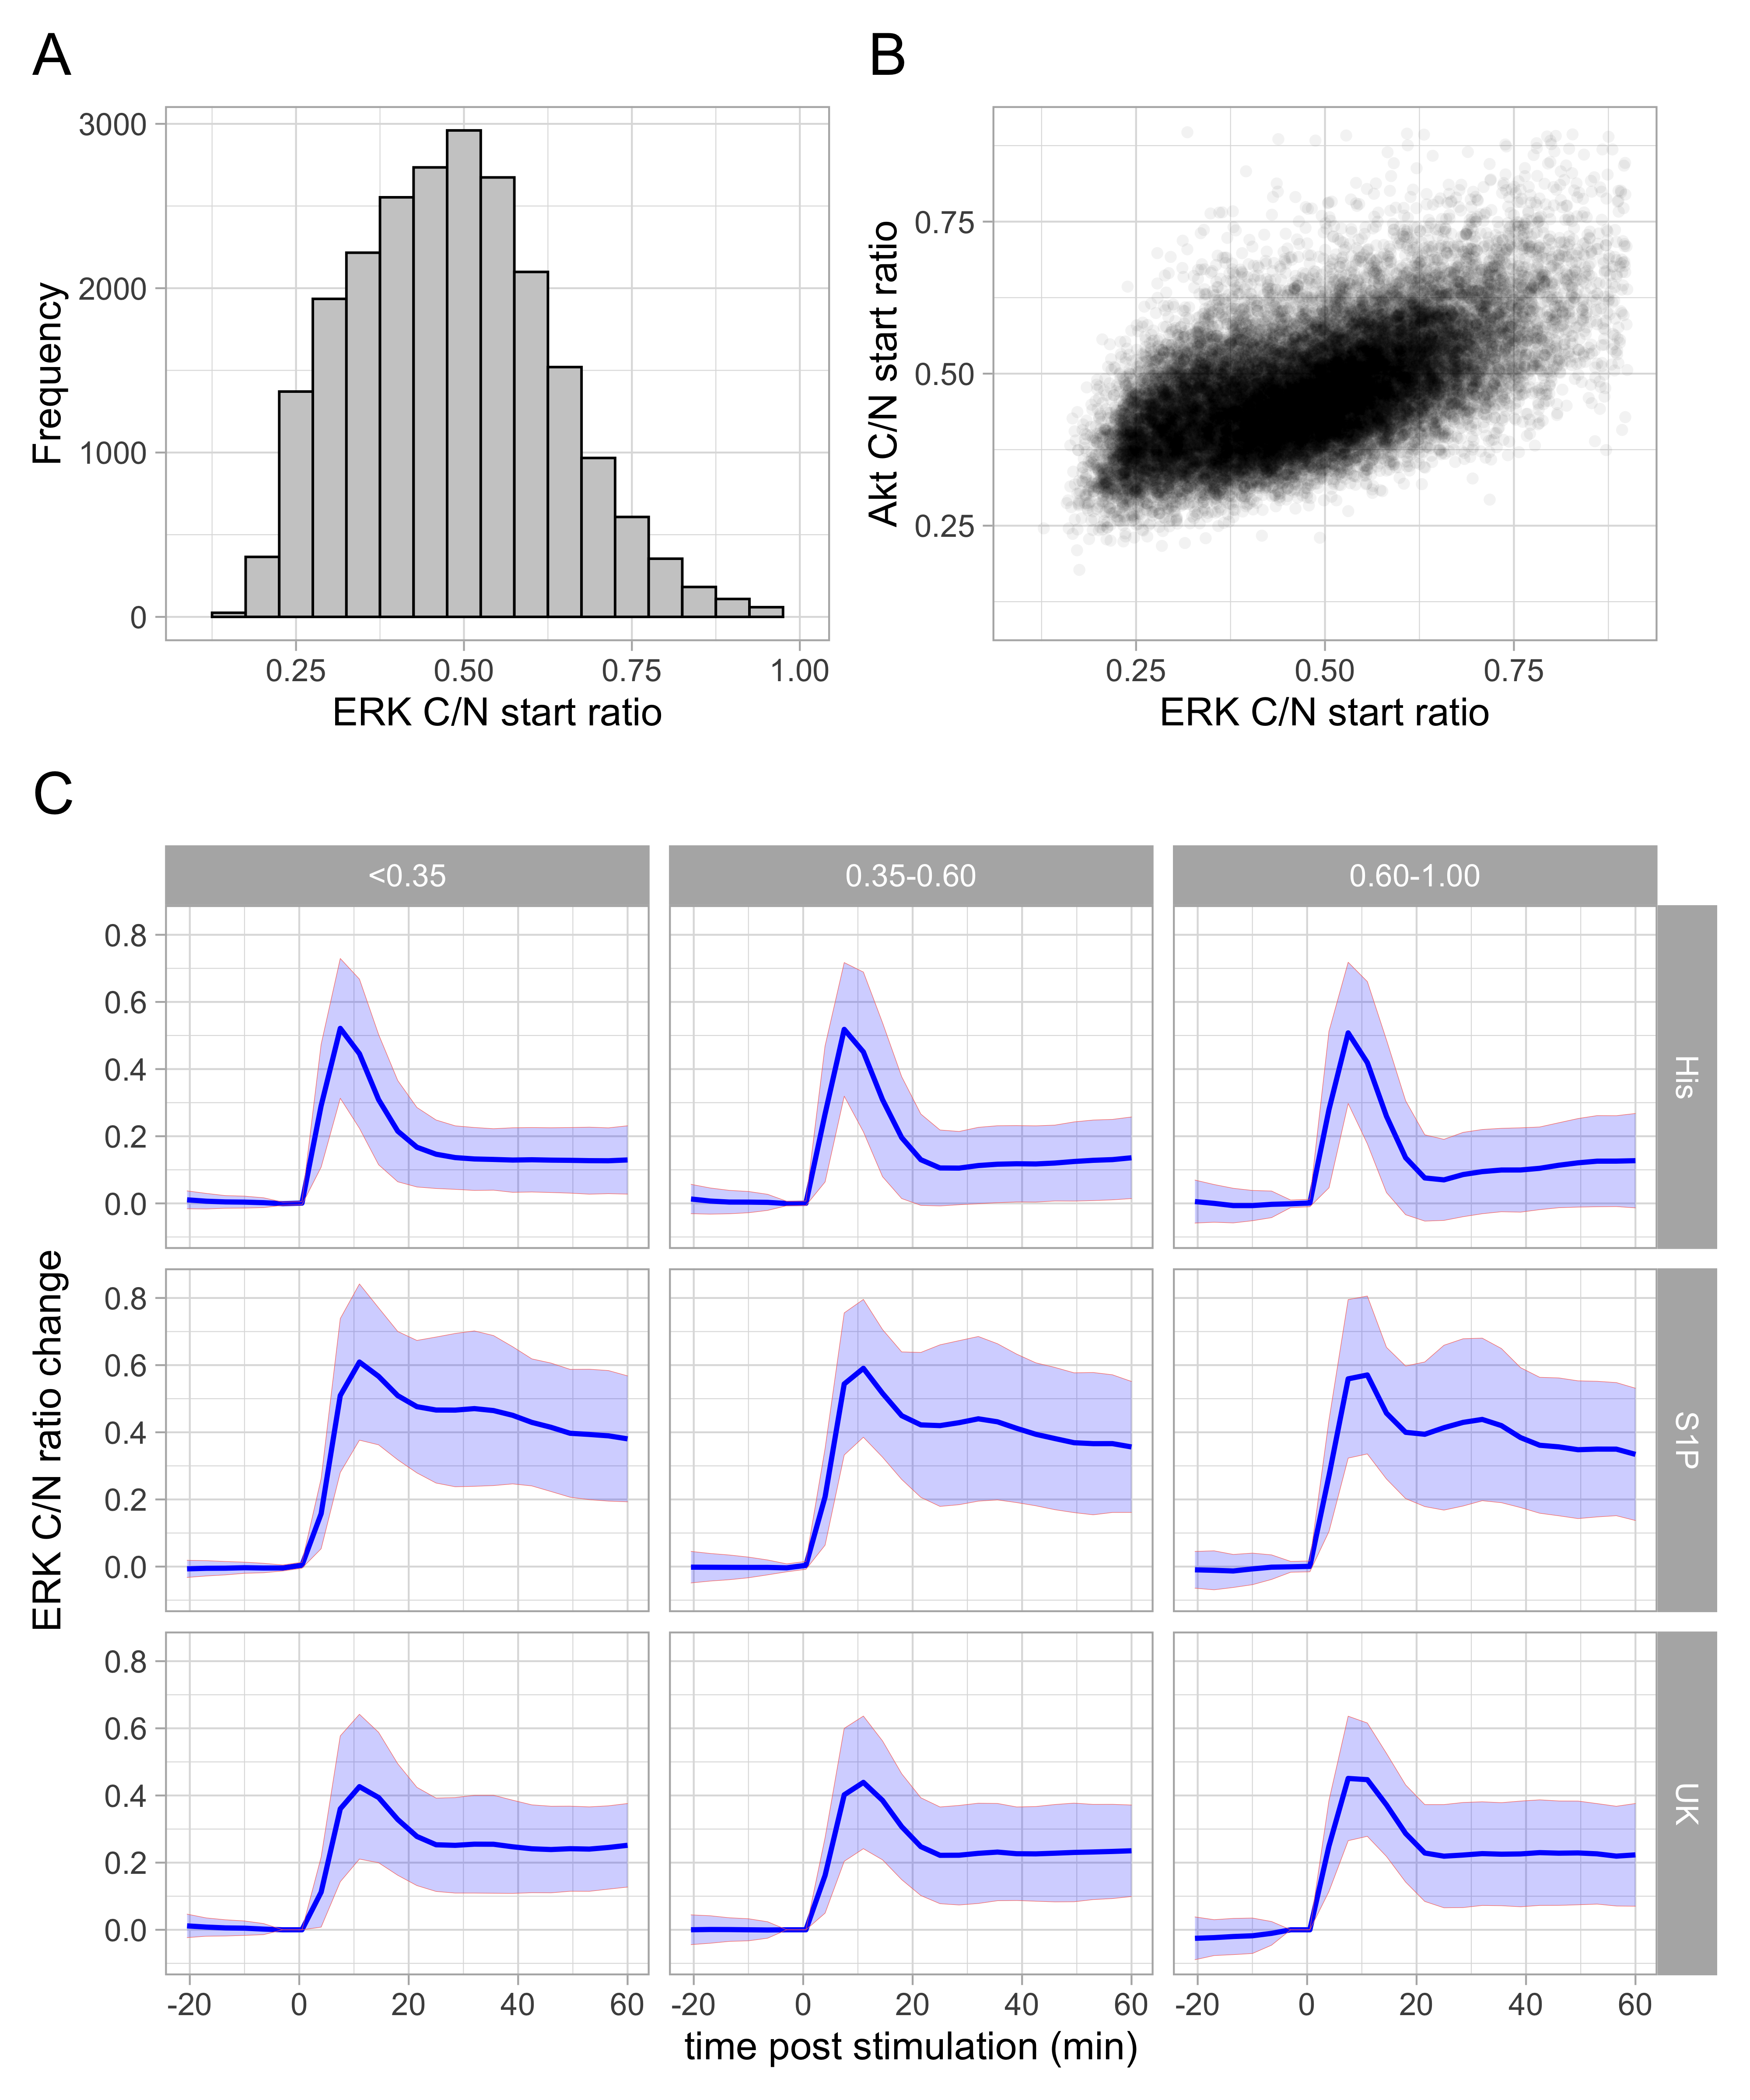 A
B
3000
2000
1000
0
Frequency
0.25 0.50 0.75 1.00
ERK C/N start ratio
0.75
0.50
0.25
Akt C/N start ratio
0.25 0.50 0.75
ERK C/N start ratio
C
<0.35 0.35-0.60 0.60-1.00
0.8
0.6
0.4
0.2
0.0
His
ERK C/N ratio change
0.8
0.6
0.4
0.2
0.0
S1P
0.8
0.6
0.4
0.2
0.0
UK
-20 0 20 40 60 -20 0 20 40 60 -20 0 20 40 60
time post stimulation (min)